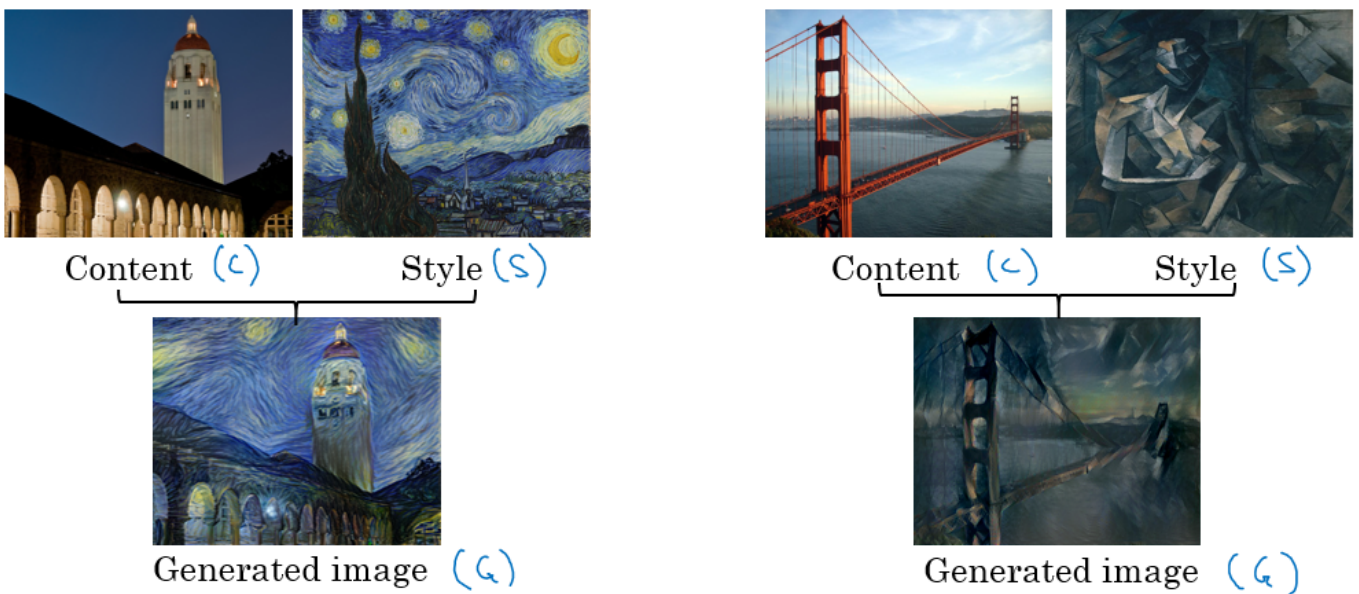 Content (C)
Style (S)
Generated image (G)
Content (C)
Style (S)
Generated image (G)